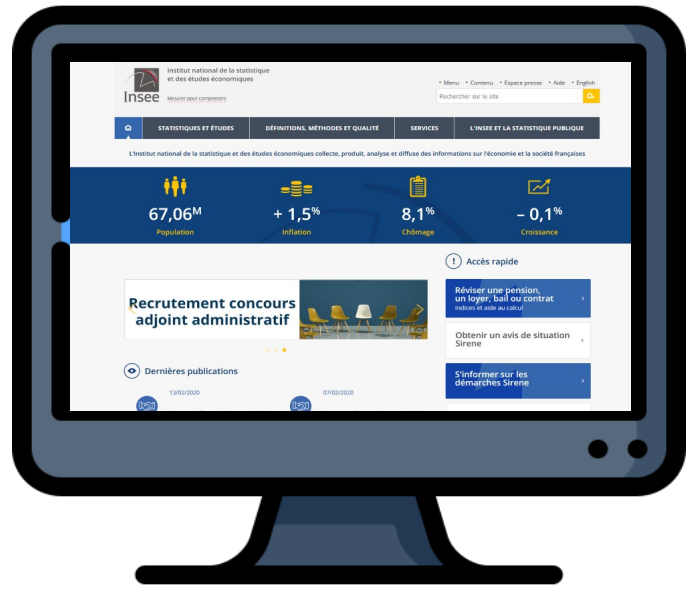 Institut national de la statistique
et des études économiques
Insee
Mesurer pour comprendre
• Menu • Contenu • Espace presse • Aide • English
Rechercher sur le site
STATISTIQUES ET ÉTUDES DÉFINITIONS, MÉTHODES ET QUALITÉ SERVICES L'INSEE ET LA STATISTIQUE PUBLIQUE
L'Institut national de la statistique et des études économiques collecte, produit, analyse et diffuse des informations sur l'économie et la société françaises
67,06M + 1,5% 8,1% – 0,1%
Population Inflation Chômage Croissance
Accès rapide
Recrutement concours
adjoint administratif
Réviser une pension,
un loyer, bail ou contrat
Indices et aide au calcul
Obtenir un avis de situation
Sirene
S'informer sur les
démarches Sirene
Dernières publications
13/02/2020 07/02/2020